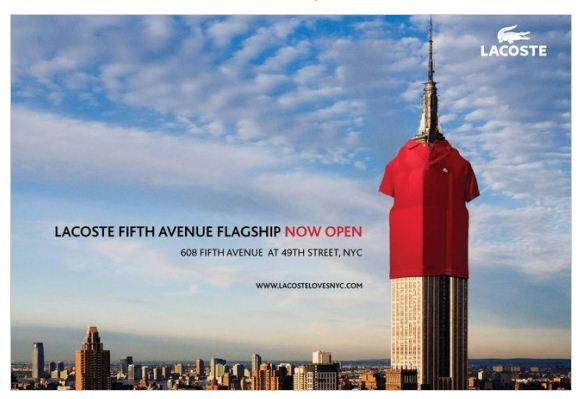 LACOSTE
LACOSTE FIFTH AVENUE FLAGSHIP NOW OPEN
608 FIFTH AVENUE AT 49TH STREET, NYC
WWW.LACOSTELOVESNYC.COM